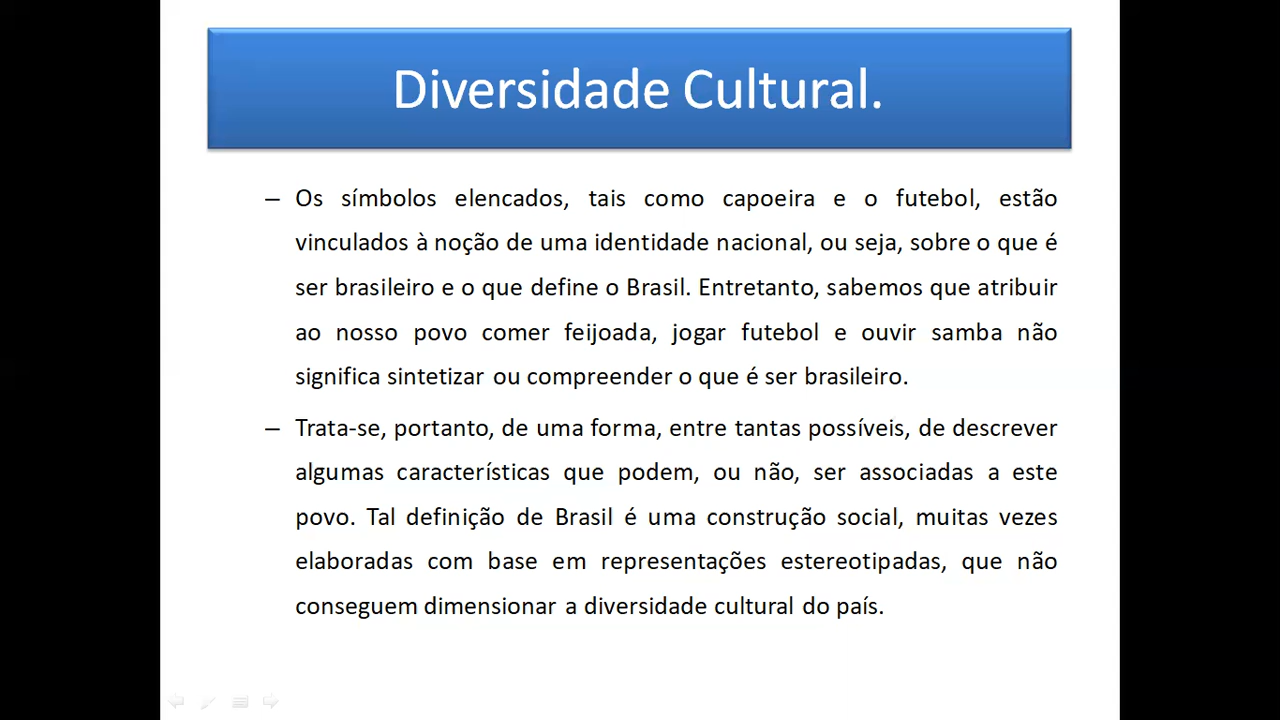 Diversidade Cultural.
– Os símbolos elencados, tais como capoeira e o futebol, estão
vinculados à noção de uma identidade nacional, ou seja, sobre o que é
ser brasileiro e o que define o Brasil. Entretanto, sabemos que atribuir
ao nosso povo comer feijoada, jogar futebol e ouvir samba não
significa sintetizar ou compreender o que é ser brasileiro.
– Trata-se, portanto, de uma forma, entre tantas possíveis, de descrever
algumas características que podem, ou não, ser associadas a este
povo. Tal definição de Brasil é uma construção social, muitas vezes
elaboradas com base em representações estereotipadas, que não
conseguem dimensionar a diversidade cultural do país.